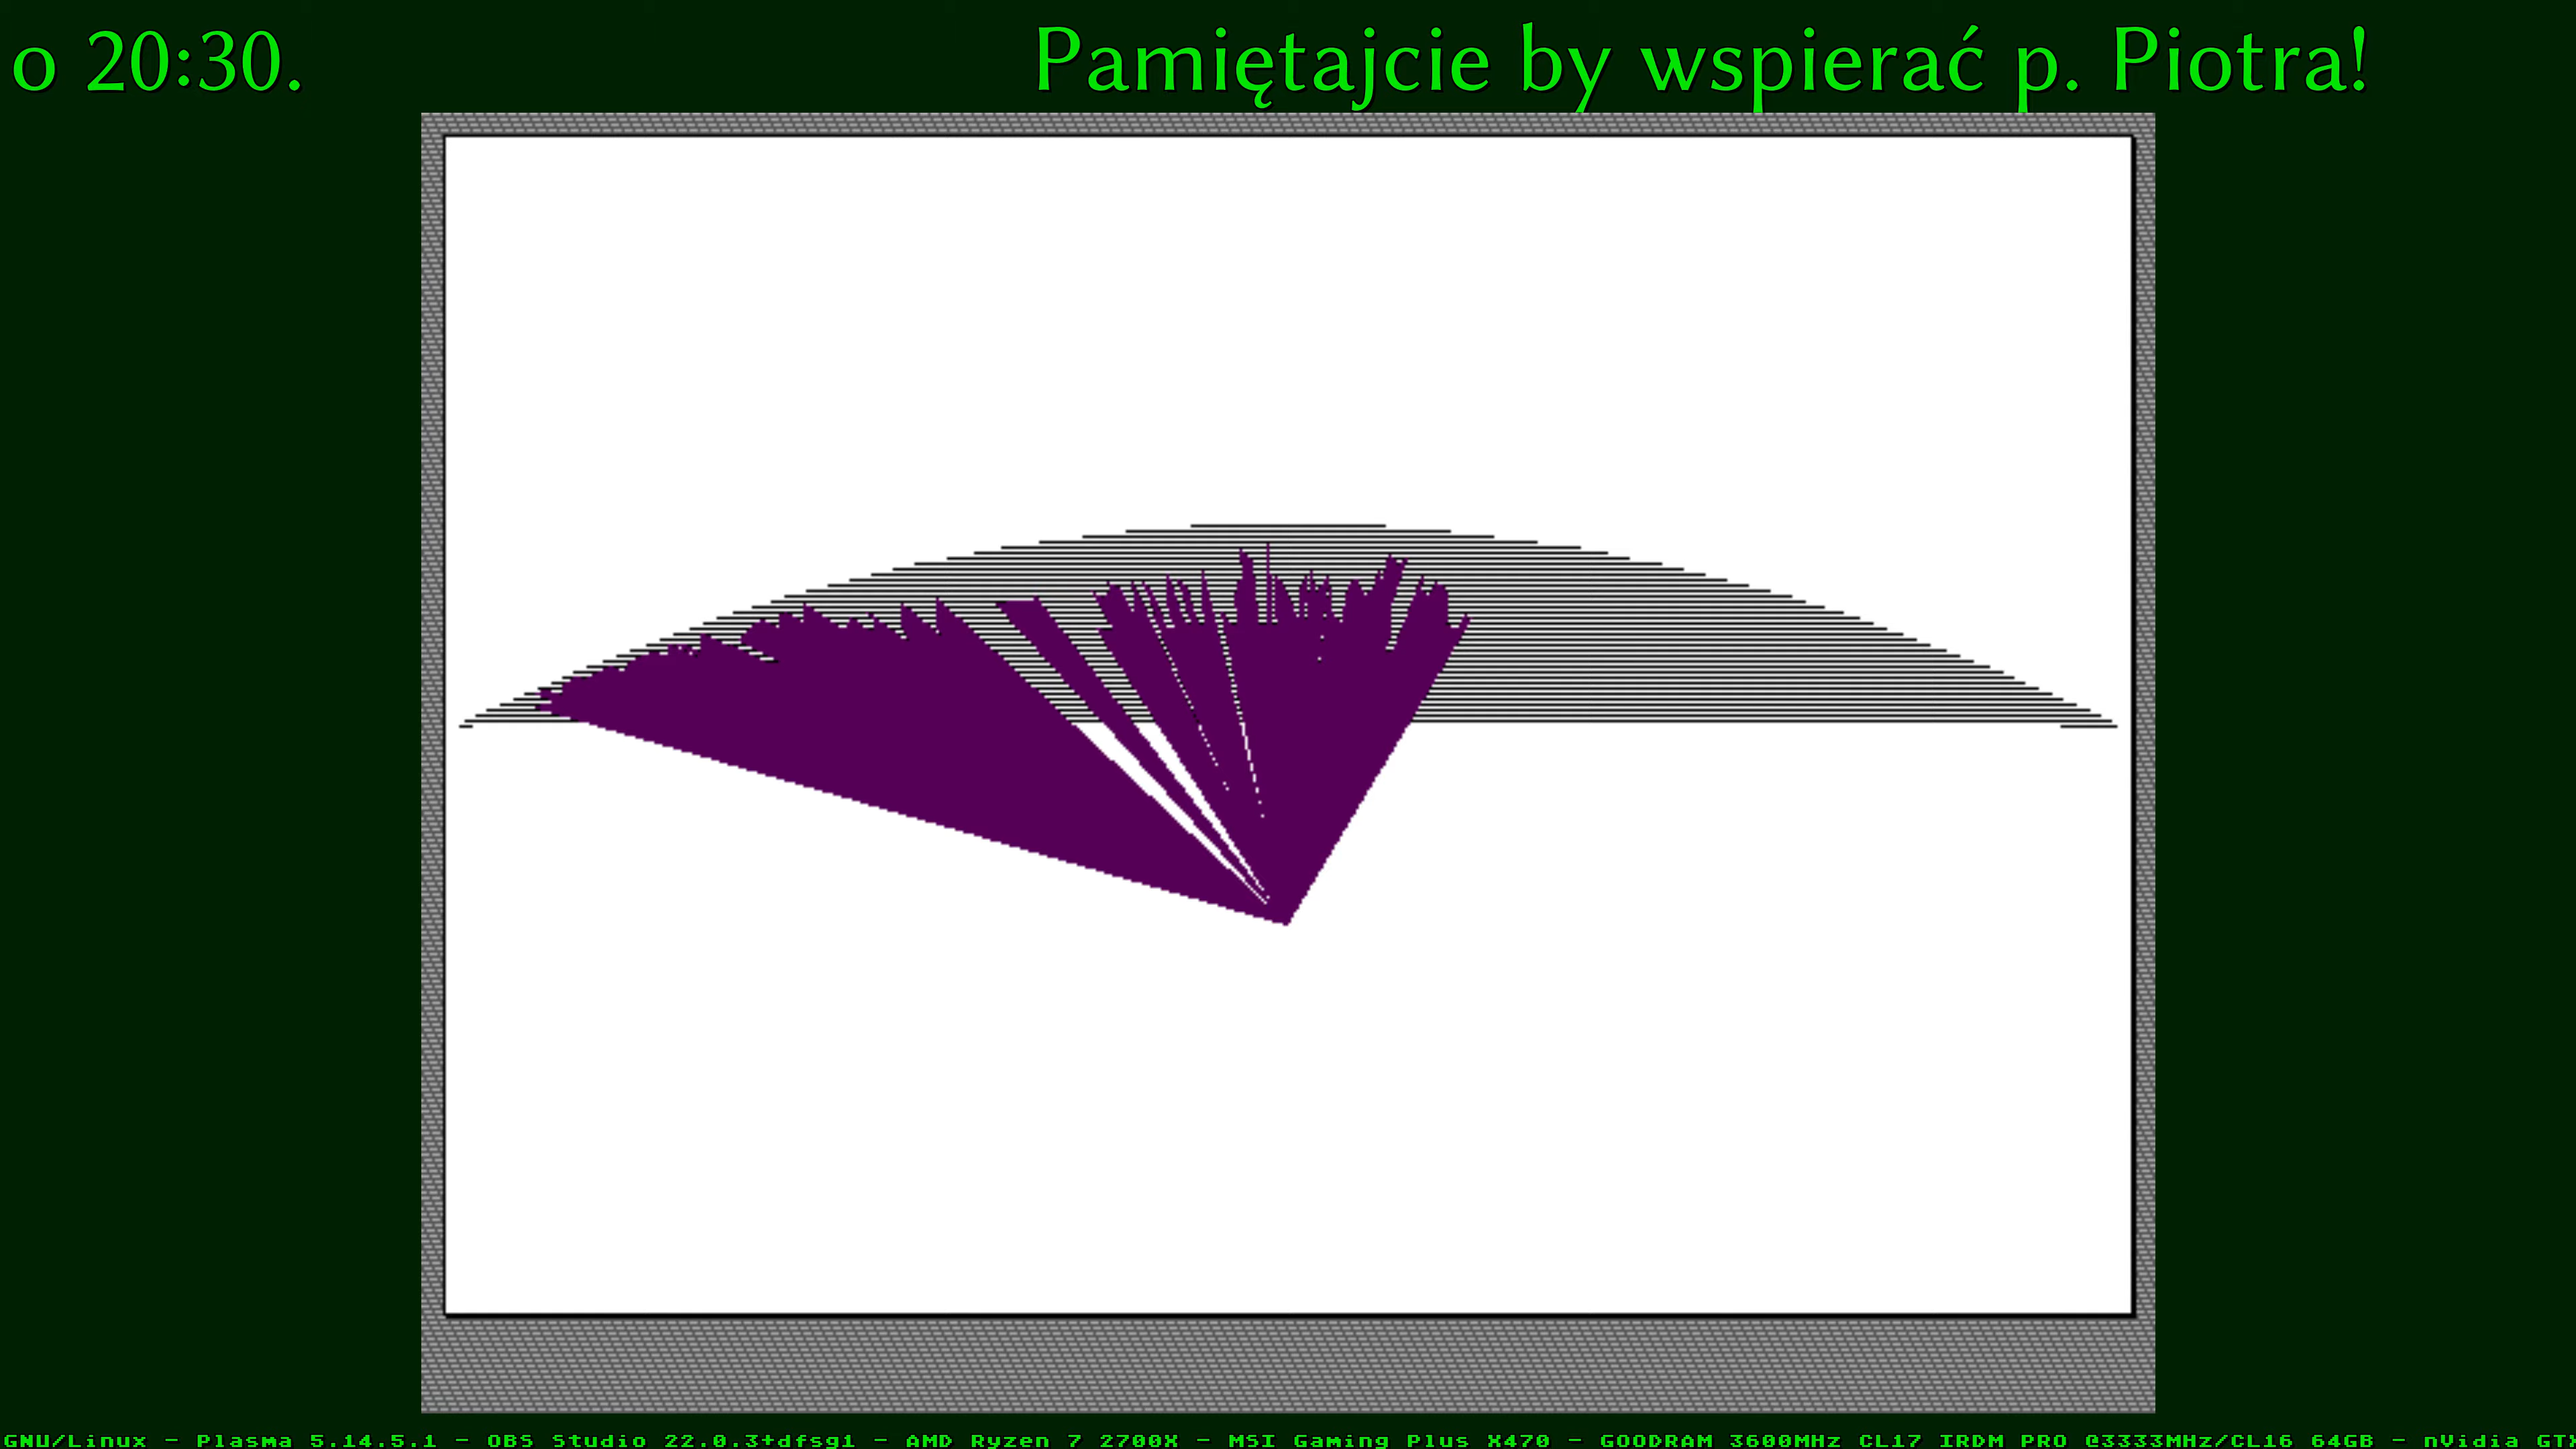 o 20:30. Pamiętajcie by wspierać p. Piotra!
GNU/Linux - Plasma 5.14.5.1 - OBS Studio 22.0.3+dfsg1 - AMD Ryzen 7 2700X - MSI Gaming Plus X470 - GOODRAM 3600MHz CL17 IRDM PRO @3333MHz/CL16 64GB - nVidia